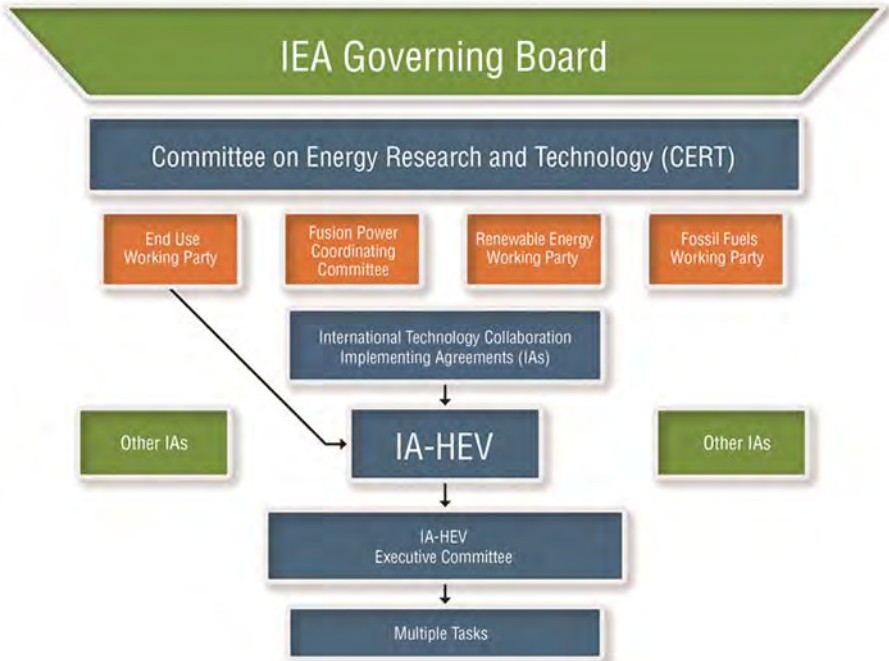 IEA Governing Board
Committee on Energy Research and Technology (CERT)
End Use
Working Party
Fusion Power
Coordinating
Committee
Renewable Energy
Working Party
Fossil Fuels
Working Party
International Technology Collaboration
Implementing Agreements (IAs)
Other IAs
IA-HEV
Other IAs
IA-HEV
Executive Committee
Multiple Tasks